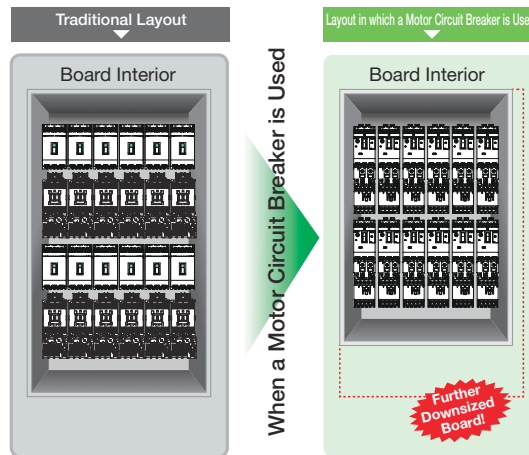 Traditional Layout
Board Interior
When a Motor Circuit Breaker is Used
Layout in which a Motor Circuit Breaker is Use
Board Interior
Further
Downsized
Board!